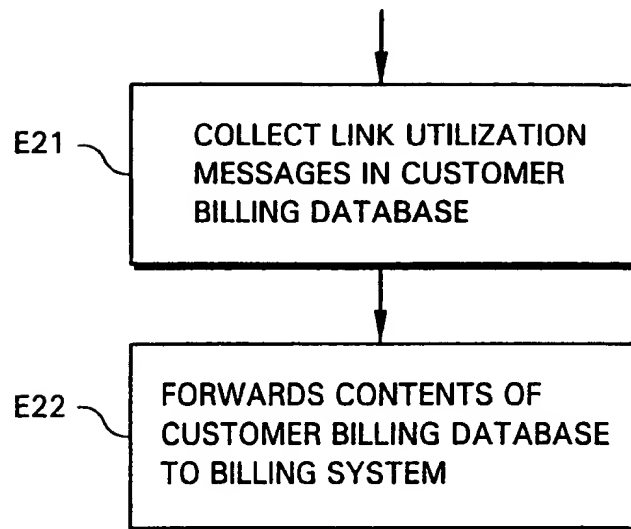 E21
COLLECT LINK UTILIZATION
MESSAGES IN CUSTOMER
BILLING DATABASE
E22
FORWARDS CONTENTS OF
CUSTOMER BILLING DATABASE
TO BILLING SYSTEM